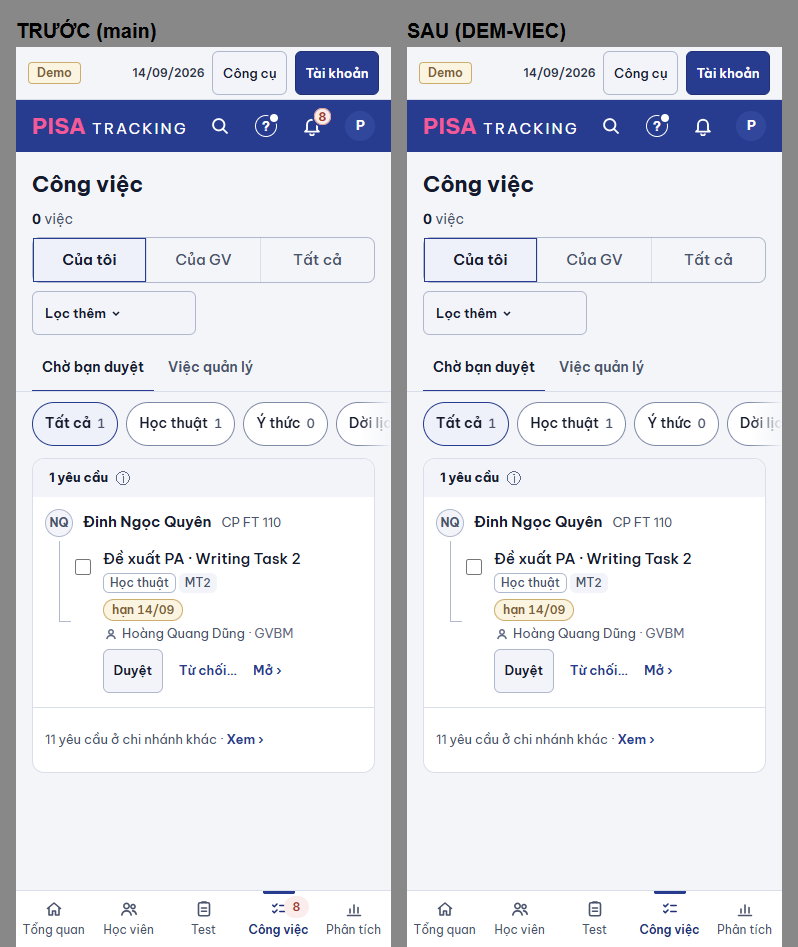 TRƯỚC (main)
Demo 14/09/2026 Công cụ Tài khoản
PISA TRACKING ? 8 P
Công việc
0 việc
Của tôi Của GV Tất cả
Lọc thêm
Chờ bạn duyệt Việc quản lý
Tất cả 1 Học thuật 1 Ý thức 0 Dời lịc
1 yêu cầu
NQ Đinh Ngọc Quyên CP FT 110
Đề xuất PA · Writing Task 2
Học thuật MT2
hạn 14/09
Hoàng Quang Dũng · GVBM
Duyệt Từ chối... Mở ›
11 yêu cầu ở chi nhánh khác · Xem ›
Tổng quan Học viên Test Công việc 8 Phân tích
SAU (DEM-VIEC)
Demo 14/09/2026 Công cụ Tài khoản
PISA TRACKING ? P
Công việc
0 việc
Của tôi Của GV Tất cả
Lọc thêm
Chờ bạn duyệt Việc quản lý
Tất cả 1 Học thuật 1 Ý thức 0 Dời lịc
1 yêu cầu
NQ Đinh Ngọc Quyên CP FT 110
Đề xuất PA · Writing Task 2
Học thuật MT2
hạn 14/09
Hoàng Quang Dũng · GVBM
Duyệt Từ chối... Mở ›
11 yêu cầu ở chi nhánh khác · Xem ›
Tổng quan Học viên Test Công việc Phân tích